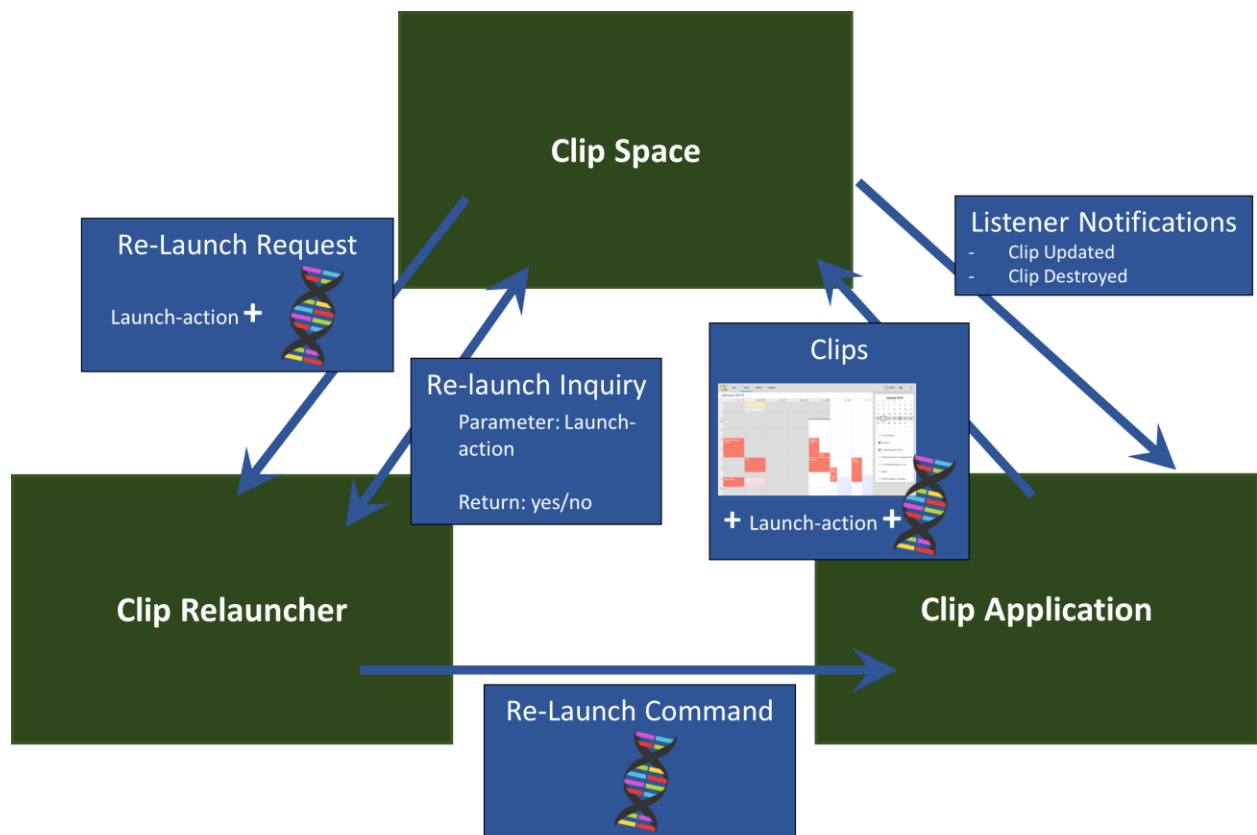 Clip Space
Re-Launch Request
Launch-action +
Listener Notifications
- Clip Updated
- Clip Destroyed
Re-launch Inquiry
Parameter: Launch-
action
Return: yes/no
Clips
+ Launch-action +
Clip Relauncher
Clip Application
Re-Launch Command